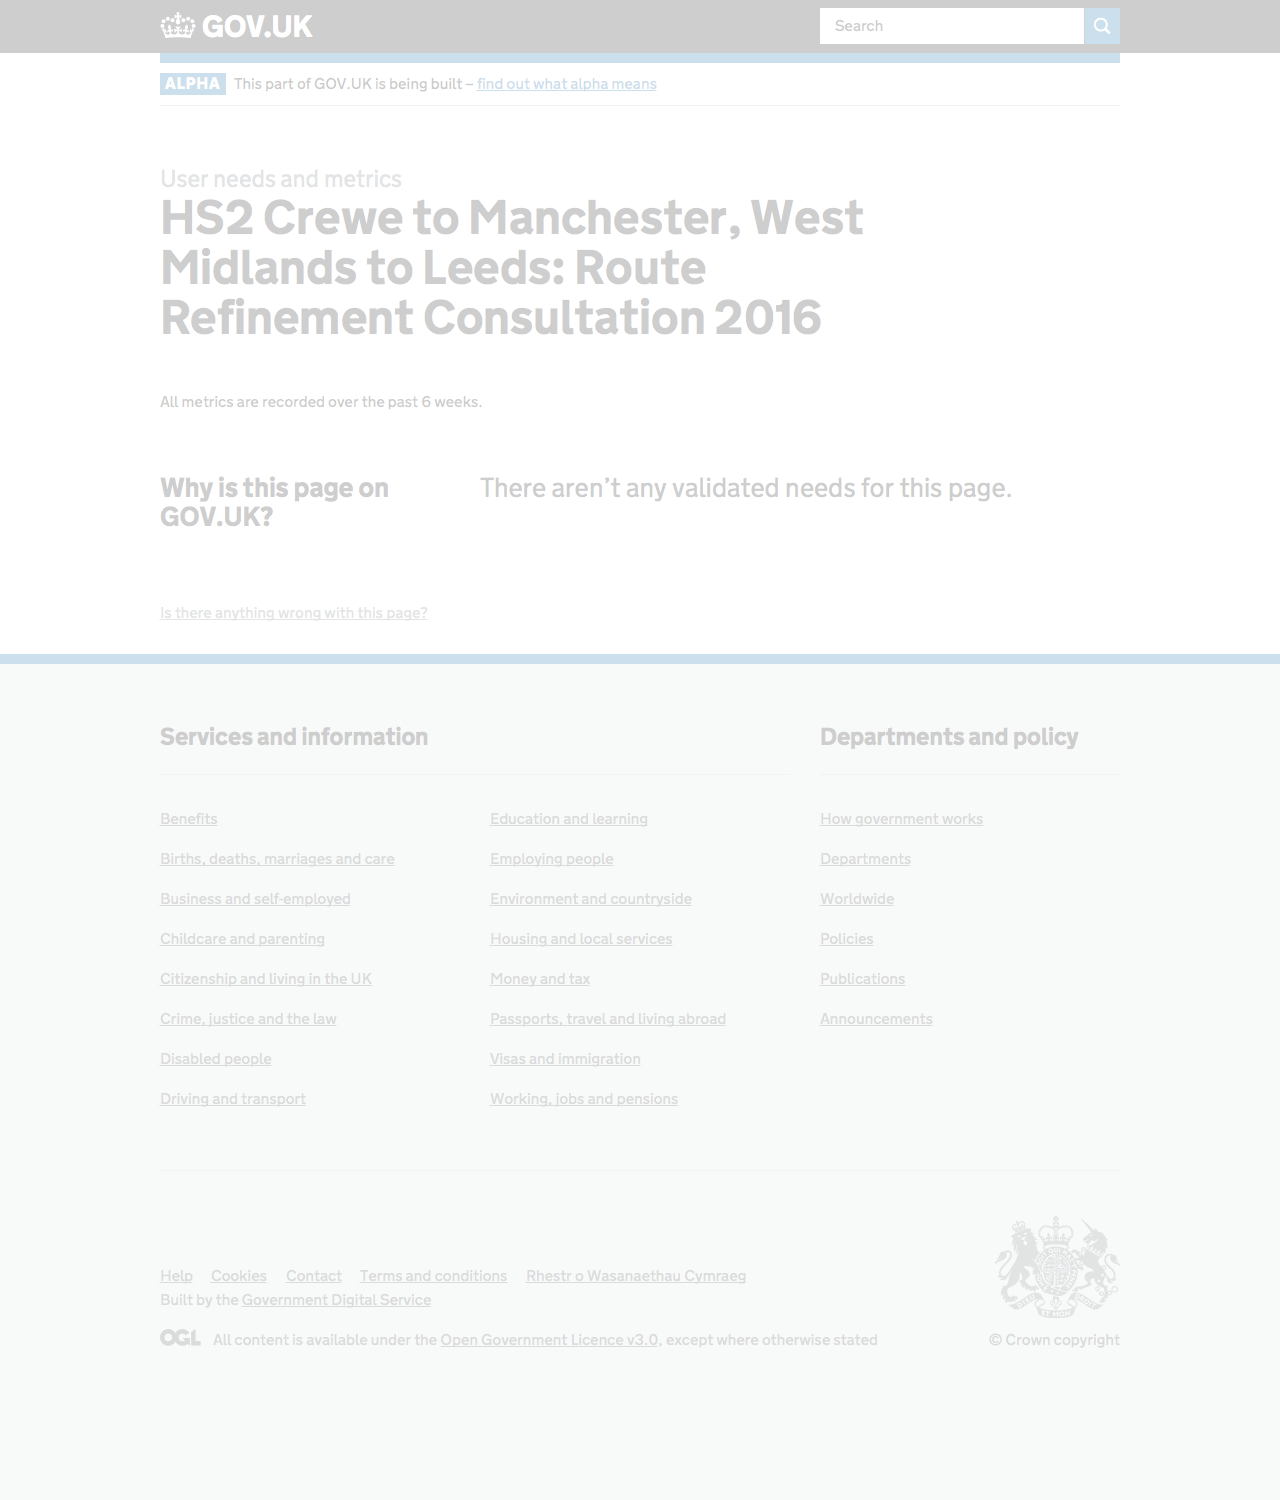 GOV.UK
Search
ALPHA This part of GOV.UK is being built – find out what alpha means
User needs and metrics
HS2 Crewe to Manchester, West
Midlands to Leeds: Route
Refinement Consultation 2016
All metrics are recorded over the past 6 weeks.
Why is this page on
GOV.UK?
There aren’t any validated needs for this page.
Is there anything wrong with this page?
Services and information
Benefits
Births, deaths, marriages and care
Business and self-employed
Childcare and parenting
Citizenship and living in the UK
Crime, justice and the law
Disabled people
Driving and transport
Education and learning
Employing people
Environment and countryside
Housing and local services
Money and tax
Passports, travel and living abroad
Visas and immigration
Working, jobs and pensions
Departments and policy
How government works
Departments
Worldwide
Policies
Publications
Announcements
Help Cookies Contact Terms and conditions Rhestr o Wasanaethau Cymraeg
Built by the Government Digital Service
OGL All content is available under the Open Government Licence v3.0, except where otherwise stated
© Crown copyright